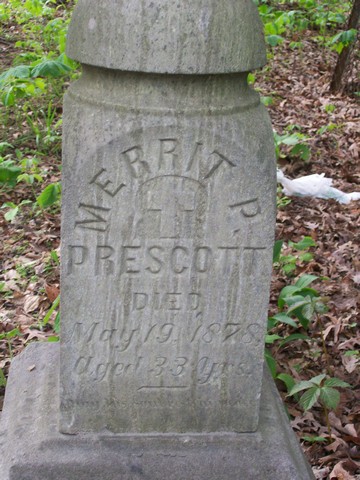 MERRIT P.
PRESCOTT
DIED
May 19, 1878
Aged 33 Yrs.